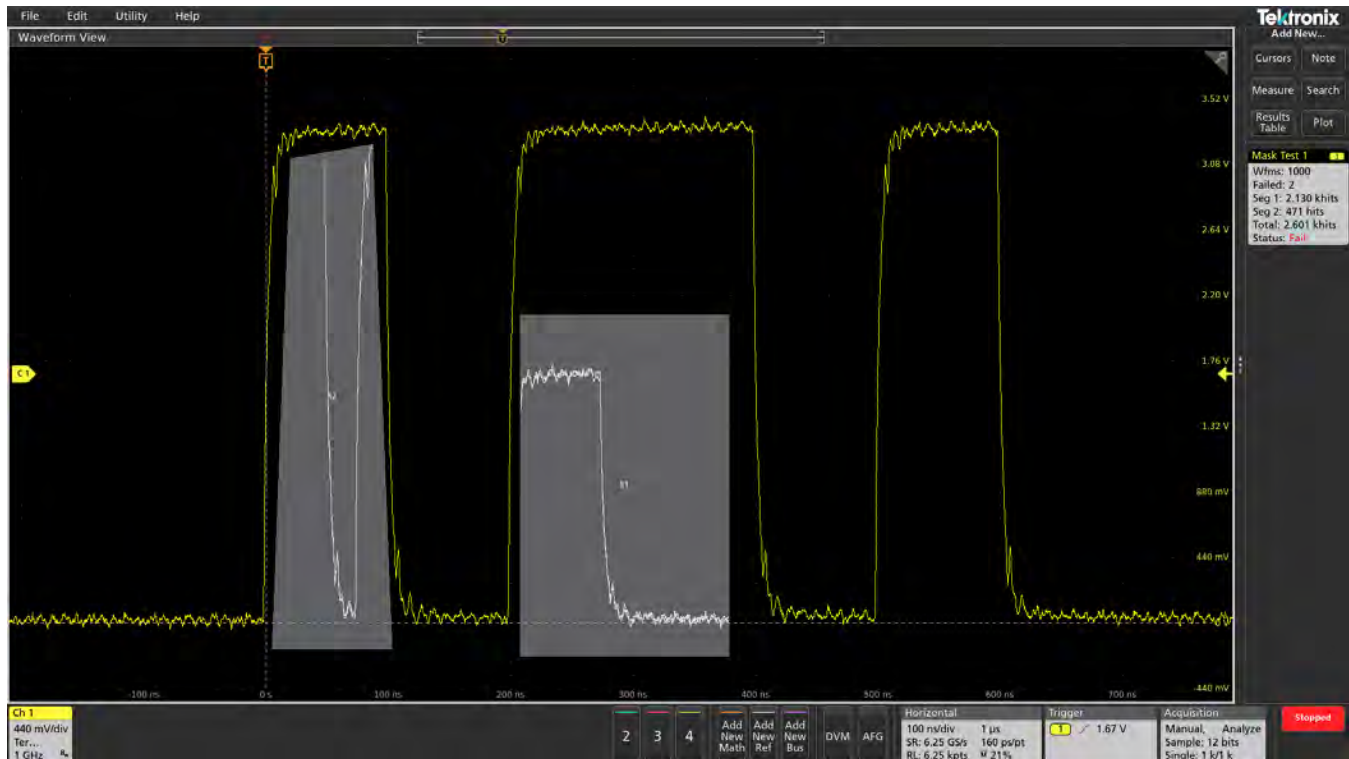 File Edit Utility Help
Tektronix
Add New...
Waveform View
T
T
Cursors Note
Measure Search
Results Table Plot
Mask Test 1 1
Wfms: 1000
Failed: 2
Seg 1: 2.130 khits
Seg 2: 471 hits
Total: 2.601 khits
Status: Fail
3.52 V
3.08 V
2.64 V
2.20 V
1.76 V
C1
1.32 V
880 mV
S1
440 mV
0 V
-440 mV
-100 ns 0 s 100 ns 200 ns 300 ns 400 ns 500 ns 600 ns 700 ns
Ch 1
440 mV/div
Ter....
1 GHz
2 3 4
Add New Math
Add New Ref
Add New Bus
DVM AFG
Horizontal
100 ns/div 1 µs
SR: 6.25 GS/s 160 ps/pt
RL: 6.25 kpts 21%
Trigger
1 1.67 V
Acquisition
Manual, Analyze
Sample: 12 bits
Single: 1 k/1 k
Stopped